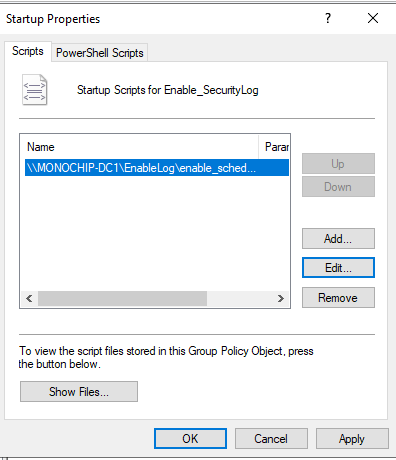 Startup Properties
? ×
Scripts PowerShell Scripts
Startup Scripts for Enable_SecurityLog
Name Parar
\\MONOCHIP-DC1\EnableLog\enable_sched...
Up
Down
Add...
Edit...
Remove
To view the script files stored in this Group Policy Object, press
the button below.
Show Files...
OK Cancel Apply